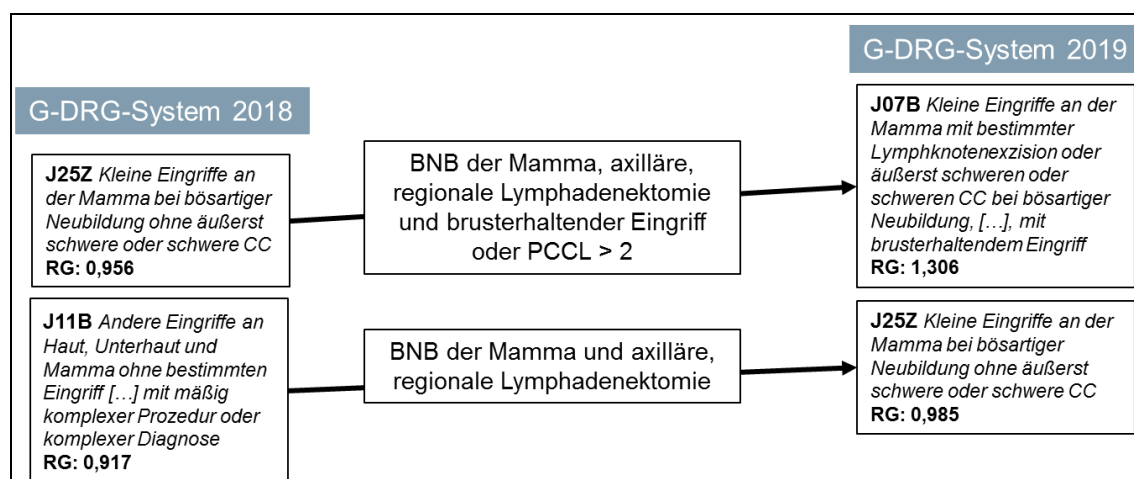 G-DRG-System 2018
G-DRG-System 2019
J25Z Kleine Eingriffe an
der Mamma bei bösartiger
Neubildung ohne äußerst
schwere oder schwere CC
RG: 0,956
BNB der Mamma, axilläre,
regionale Lymphadenektomie
und brusterhaltender Eingriff
oder PCCL > 2
J07B Kleine Eingriffe an der
Mamma mit bestimmter
Lymphknotenexzision oder
äußerst schweren oder
schweren CC bei bösartiger
Neubildung, […], mit
brusterhaltendem Eingriff
RG: 1,306
J11B Andere Eingriffe an
Haut, Unterhaut und
Mamma ohne bestimmten
Eingriff […] mit mäßig
komplexer Prozedur oder
komplexer Diagnose
RG: 0,917
BNB der Mamma und axilläre,
regionale Lymphadenektomie
J25Z Kleine Eingriffe an der
Mamma bei bösartiger
Neubildung ohne äußerst
schwere oder schwere CC
RG: 0,985